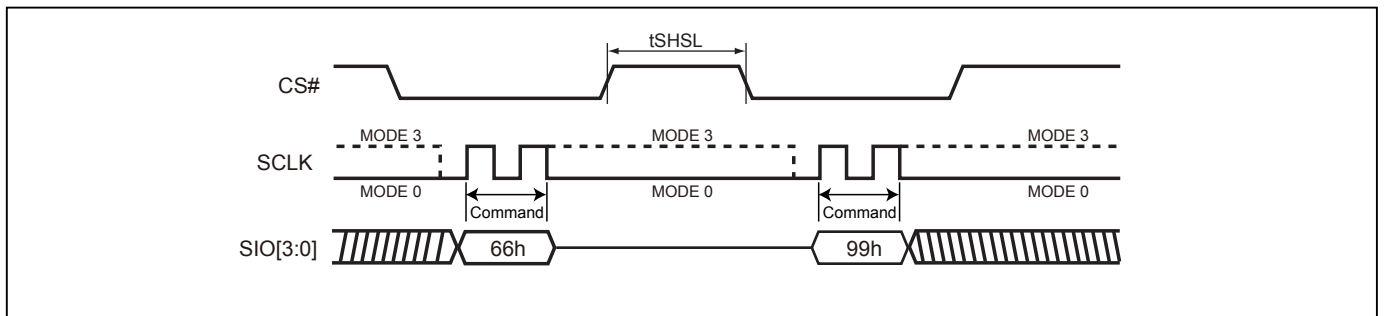 tSHSL
CS#
MODE 3 MODE 3 MODE 3
SCLK
MODE 0 MODE 0 MODE 0
Command Command
SIO[3:0] 66h 99h